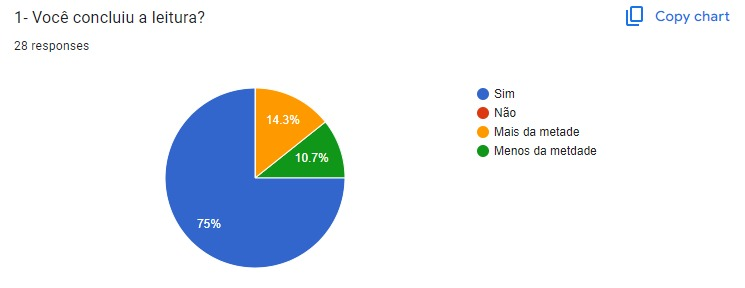 1- Você concluiu a leitura?
Copy chart
28 responses
Sim
Não
Mais da metade
Menos da metdade
14.3%
10.7%
75%